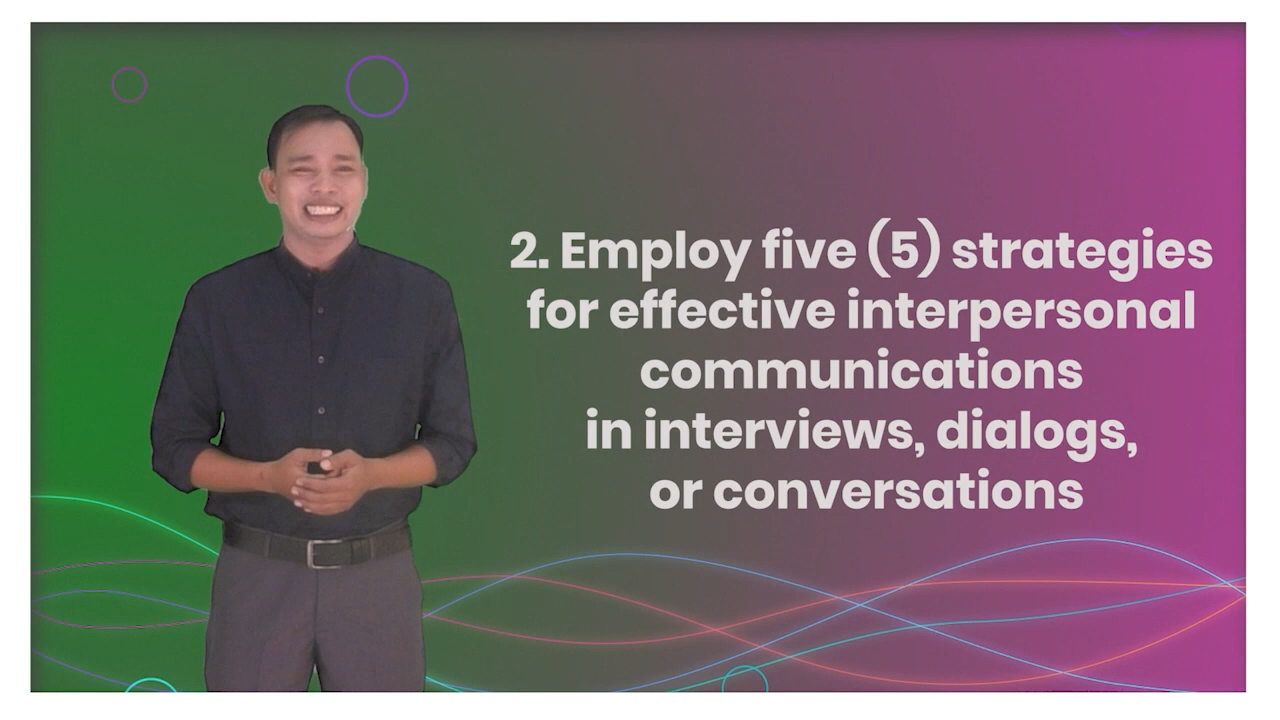 2. Employ five (5) strategies
for effective interpersonal
communications
in interviews, dialogs,
or conversations